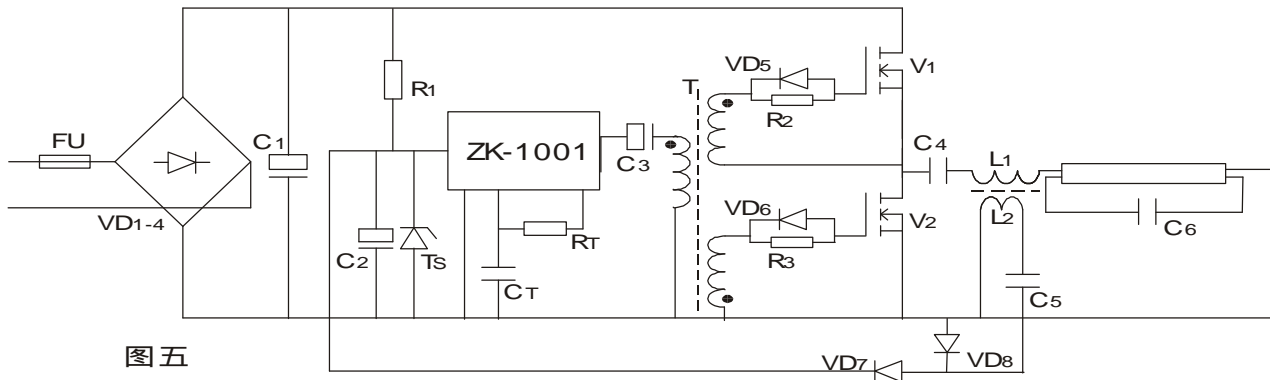 FU
VD1-4
C1
R1
C2
TS
ZK-1001
RT
CT
C3
T
VD5
R2
V1
VD6
R3
V2
C4
L1
L2
C6
C5
VD7
VD8
图五